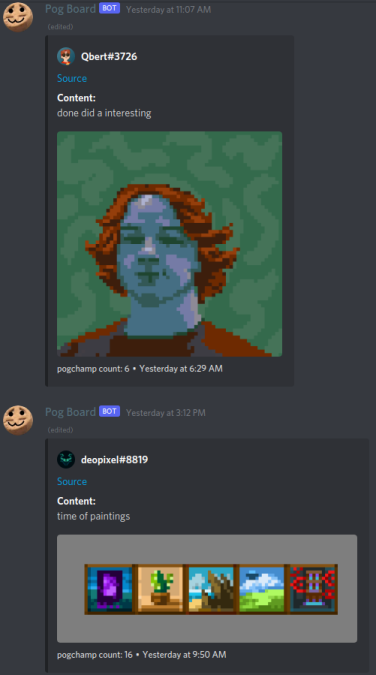 Pog Board BOT Yesterday at 11:07 AM
(edited)
Qbert#3726
Source
Content:
done did a interesting
pogchamp count: 6 • Yesterday at 6:29 AM
Pog Board BOT Yesterday at 3:12 PM
(edited)
deopixel#8819
Source
Content:
time of paintings
pogchamp count: 16 • Yesterday at 9:50 AM